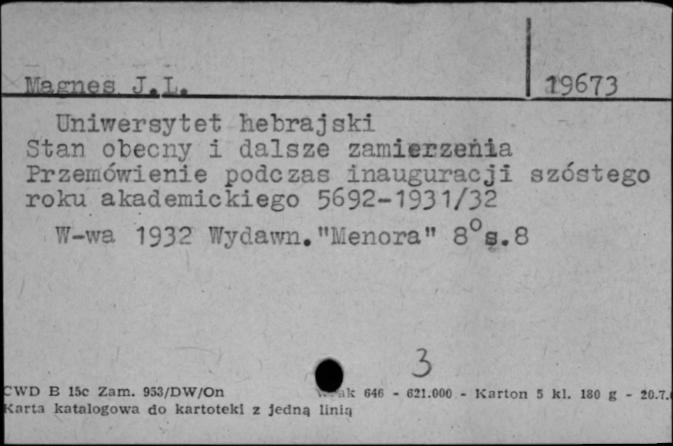 Magnes J.L. 19673
Uniwersytet hebrajski
Stan obecny i dalsze zamierzenia
Przemówienie podczas inauguracji szóstego
roku akademickiego 5692-1931/32
W-wa 1932 Wydawn."Menora" 8°s.8
3
CWD B 15c Zam. 953/DW/On 646 - 621.000 - Karton 5 kl. 180 g - 20.7.
Karta katalogowa do kartoteki z jedną linią